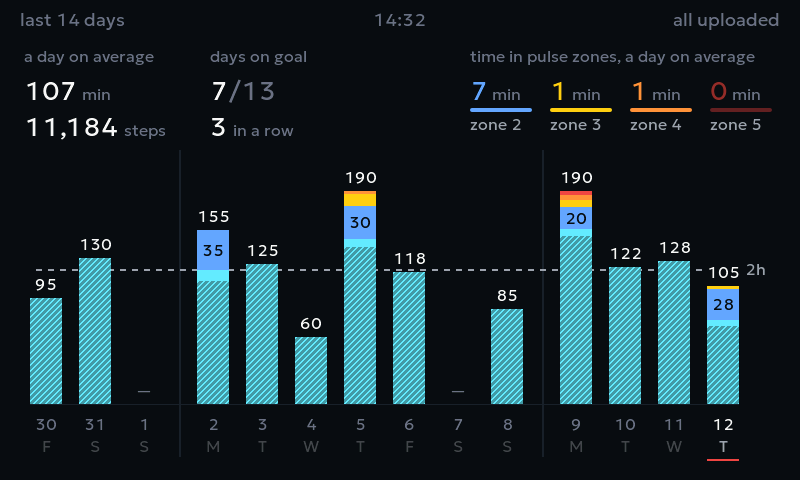 last 14 days 14:32 all uploaded
a day on average days on goal time in pulse zones, a day on average
107 min 7/13 7 min 1 min 1 min 0 min
11,184 steps 3 in a row zone 2 zone 3 zone 4 zone 5
190 190
155
130 125 30 20 122 128
35 118
95 105 2h
85 28
60
— —
30 31 1 2 3 4 5 6 7 8 9 10 11 12
F S S M T W T F S S M T W T